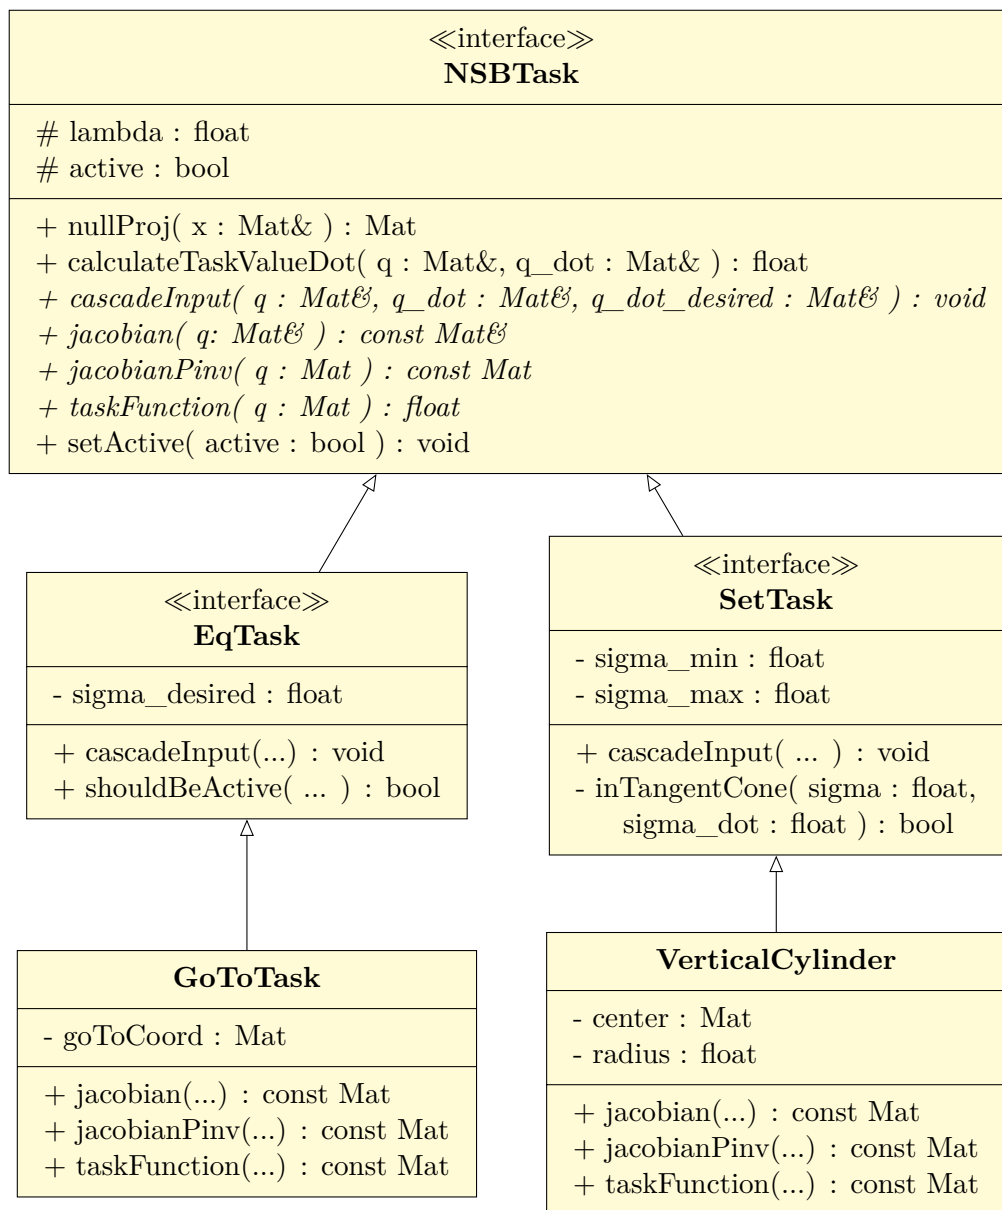 ≪interface≫
NSBTask
# lambda : float
# active : bool
+ nullProj( x : Mat& ) : Mat
+ calculateTaskValueDot( q : Mat&, q_dot : Mat& ) : float
+ cascadeInput( q : Mat&, q_dot : Mat&, q_dot_desired : Mat& ) : void
+ jacobian( q: Mat& ) : const Mat&
+ jacobianPinv( q : Mat ) : const Mat
+ taskFunction( q : Mat ) : float
+ setActive( active : bool ) : void
≪interface≫
EqTask
- sigma_desired : float
+ cascadeInput(...) : void
+ shouldBeActive( ... ) : bool
≪interface≫
SetTask
- sigma_min : float
- sigma_max : float
+ cascadeInput( ... ) : void
- inTangentCone( sigma : float,
sigma_dot : float ) : bool
GoToTask
- goToCoord : Mat
+ jacobian(...) : const Mat
+ jacobianPinv(...) : const Mat
+ taskFunction(...) : const Mat
VerticalCylinder
- center : Mat
- radius : float
+ jacobian(...) : const Mat
+ jacobianPinv(...) : const Mat
+ taskFunction(...) : const Mat